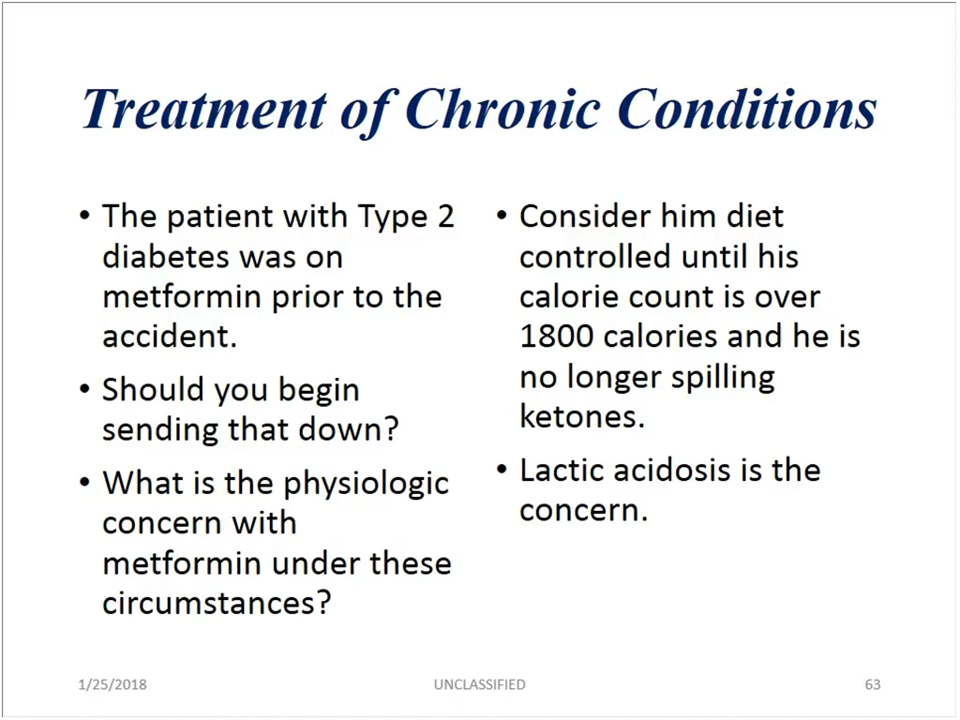 Treatment of Chronic Conditions
• The patient with Type 2
diabetes was on
metformin prior to the
accident.
• Should you begin
sending that down?
• What is the physiologic
concern with
metformin under these
circumstances?
• Consider him diet
controlled until his
calorie count is over
1800 calories and he is
no longer spilling
ketones.
• Lactic acidosis is the
concern.
1/25/2018
UNCLASSIFIED
63